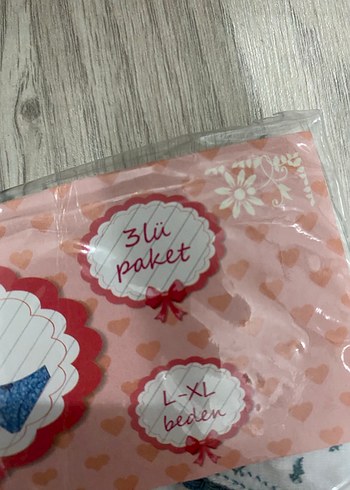 3lü
paket
L-XL
beden